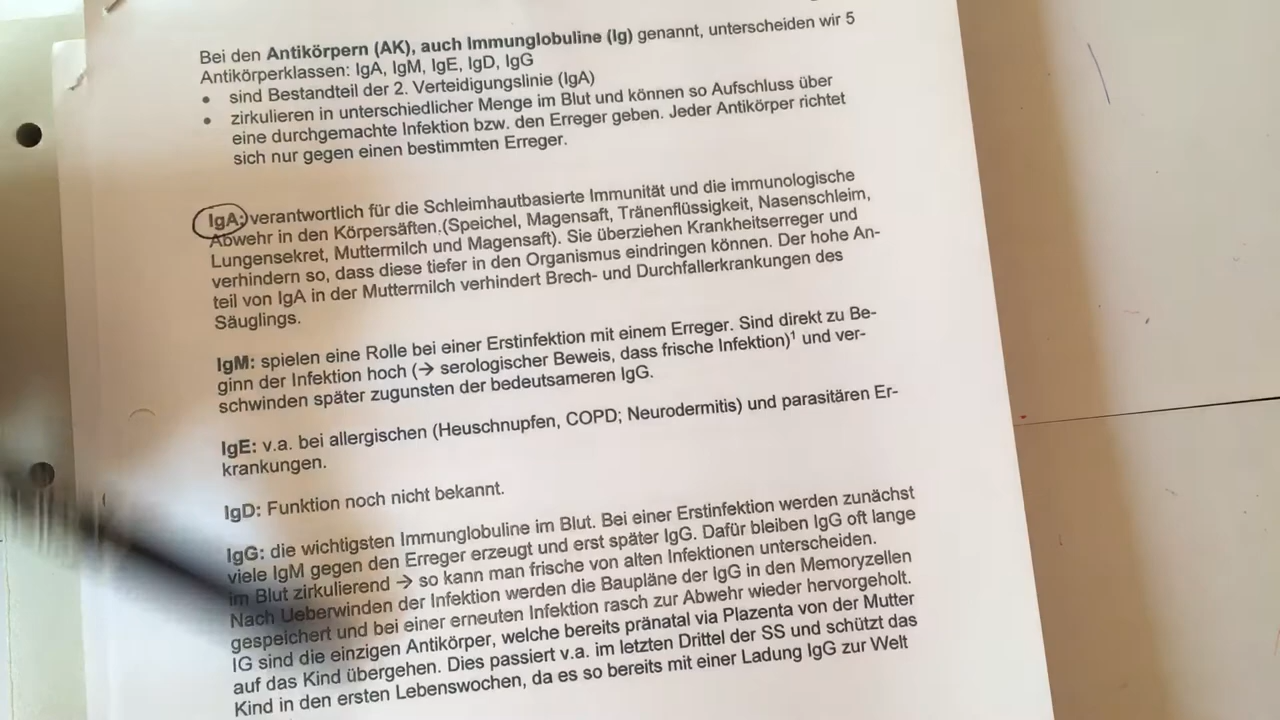 Bei den Antikörpern (AK), auch Immunglobuline (Ig) genannt, unterscheiden wir 5
Antikörperklassen: IgA, IgM, IgE, IgD, IgG
• sind Bestandteil der 2. Verteidigungslinie (IgA)
• zirkulieren in unterschiedlicher Menge im Blut und können so Aufschluss über
eine durchgemachte Infektion bzw. den Erreger geben. Jeder Antikörper richtet
sich nur gegen einen bestimmten Erreger.
IgA: verantwortlich für die Schleimhautbasierte Immunität und die immunologische
Abwehr in den Körpersäften.(Speichel, Magensaft, Tränenflüssigkeit, Nasenschleim,
Lungensekret, Muttermilch und Magensaft). Sie überziehen Krankheitserreger und
verhindern so, dass diese tiefer in den Organismus eindringen können. Der hohe An-
teil von IgA in der Muttermilch verhindert Brech- und Durchfallerkrankungen des
Säuglings.
IgM: spielen eine Rolle bei einer Erstinfektion mit einem Erreger. Sind direkt zu Be-
ginn der Infektion hoch (→ serologischer Beweis, dass frische Infektion)¹ und ver-
schwinden später zugunsten der bedeutsameren IgG.
IgE: v.a. bei allergischen (Heuschnupfen, COPD; Neurodermitis) und parasitären Er-
krankungen.
IgD: Funktion noch nicht bekannt.
IgG: die wichtigsten Immunglobuline im Blut. Bei einer Erstinfektion werden zunächst
viele IgM gegen den Erreger erzeugt und erst später IgG. Dafür bleiben IgG oft lange
im Blut zirkulierend → so kann man frische von alten Infektionen unterscheiden.
Nach Ueberwinden der Infektion werden die Baupläne der IgG in den Memoryzellen
gespeichert und bei einer erneuten Infektion rasch zur Abwehr wieder hervorgeholt.
IG sind die einzigen Antikörper, welche bereits pränatal via Plazenta von der Mutter
auf das Kind übergehen. Dies passiert v.a. im letzten Drittel der SS und schützt das
Kind in den ersten Lebenswochen, da es so bereits mit einer Ladung IgG zur Welt